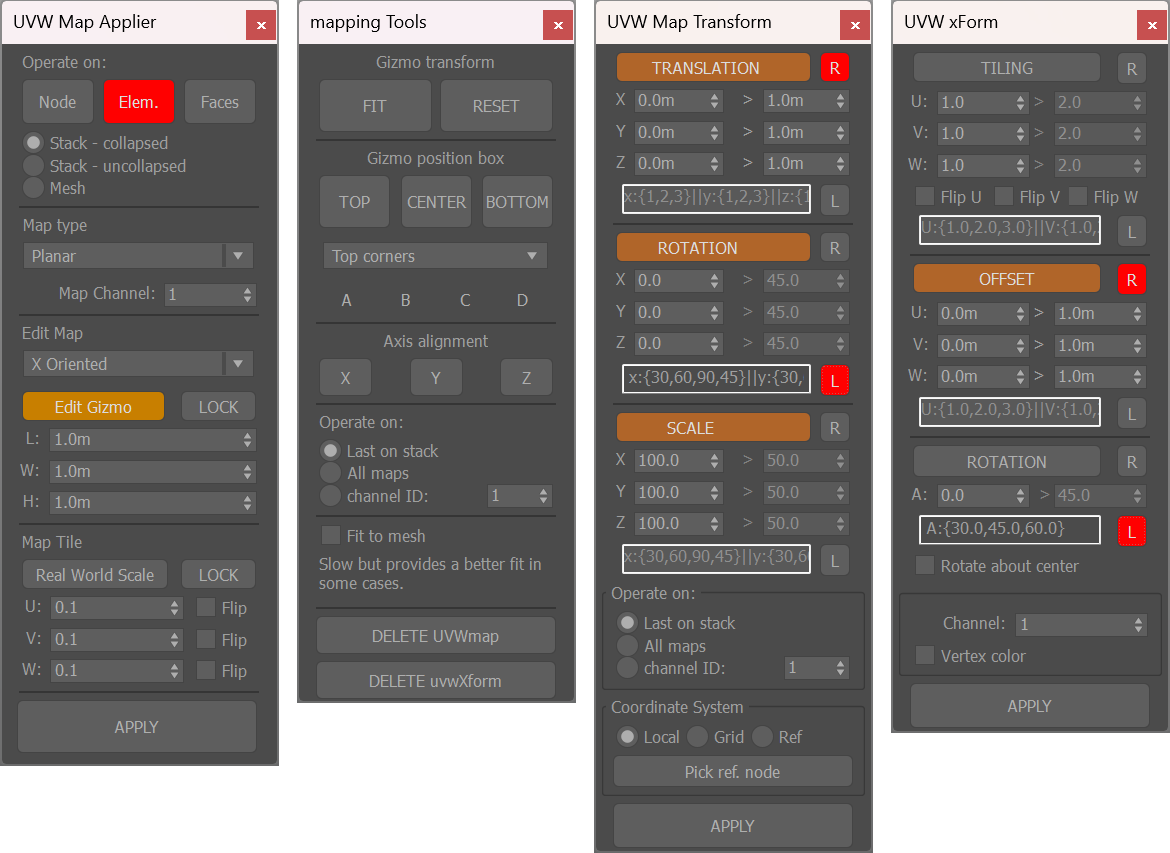 UVW Map Applier
Operate on:
Node Elem. Faces
Stack - collapsed
Stack - uncollapsed
Mesh
Map type
Planar
Map Channel: 1
Edit Map
X Oriented
Edit Gizmo LOCK
L: 1.0m
W: 1.0m
H: 1.0m
Map Tile
Real World Scale LOCK
U: 0.1 Flip
V: 0.1 Flip
W: 0.1 Flip
APPLY
mapping Tools
Gizmo transform
FIT RESET
Gizmo position box
TOP CENTER BOTTOM
Top corners
A B C D
Axis alignment
X Y Z
Operate on:
Last on stack
All maps
channel ID: 1
Fit to mesh
Slow but provides a better fit in
some cases.
DELETE UVWmap
DELETE uvwXform
UVW Map Transform
TRANSLATION R
X 0.0m > 1.0m
Y 0.0m > 1.0m
Z 0.0m > 1.0m
x:{1,2,3}||y:{1,2,3}||z:{1 L
ROTATION R
X 0.0 > 45.0
Y 0.0 > 45.0
Z 0.0 > 45.0
x:{30,60,90,45}||y:{30, L
SCALE R
X 100.0 > 50.0
Y 100.0 > 50.0
Z 100.0 > 50.0
x:{30,60,90,45}||y:{30,6 L
Operate on:
Last on stack
All maps
channel ID: 1
Coordinate System
Local Grid Ref
Pick ref. node
APPLY
UVW xForm
TILING R
U: 1.0 > 2.0
V: 1.0 > 2.0
W: 1.0 > 2.0
Flip U Flip V Flip W
U:{1.0,2.0,3.0}||V:{1.0, L
OFFSET R
U: 0.0m > 1.0m
V: 0.0m > 1.0m
W: 0.0m > 1.0m
U:{1.0,2.0,3.0}||V:{1.0, L
ROTATION R
A: 0.0 > 45.0
A:{30.0,45.0,60.0} L
Rotate about center
Channel: 1
Vertex color
APPLY